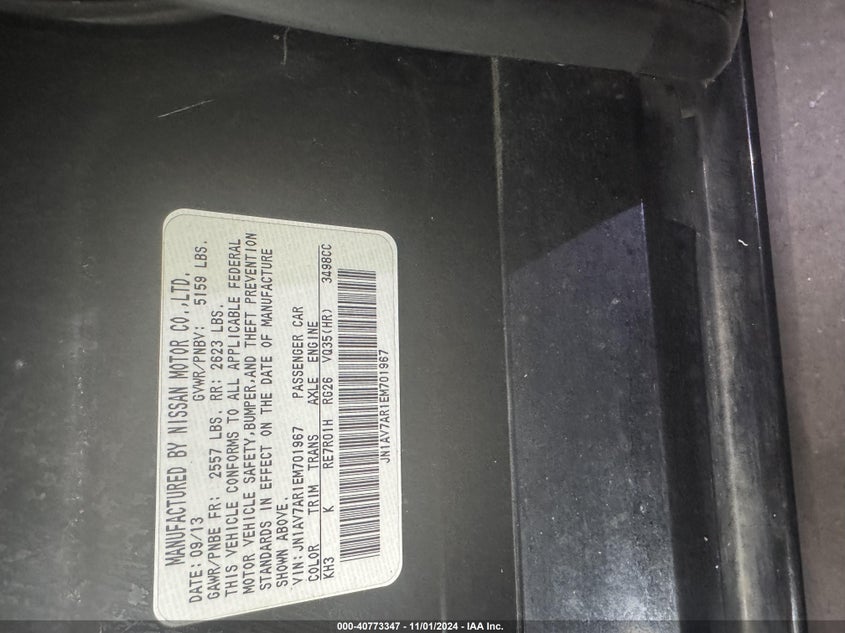 MANUFACTURED BY NISSAN MOTOR CO.,LTD.
DATE: 09/13 GVWR/PNBV: 5159 LBS.
GAWR/PNBE FR: 2557 LBS. RR: 2623 LBS.
THIS VEHICLE CONFORMS TO ALL APPLICABLE FEDERAL
MOTOR VEHICLE SAFETY,BUMPER,AND THEFT PREVENTION
STANDARDS IN EFFECT ON THE DATE OF MANUFACTURE
SHOWN ABOVE.
VIN:JN1AV7AR1EM701967 PASSENGER CAR
COLOR TRIM TRANS AXLE ENGINE
KH3 K RE7R01H RG26 VQ35(HR) 3498CC
JN1AV7AR1EM701967
000-40773347 - 11/01/2024 - IAA Inc.